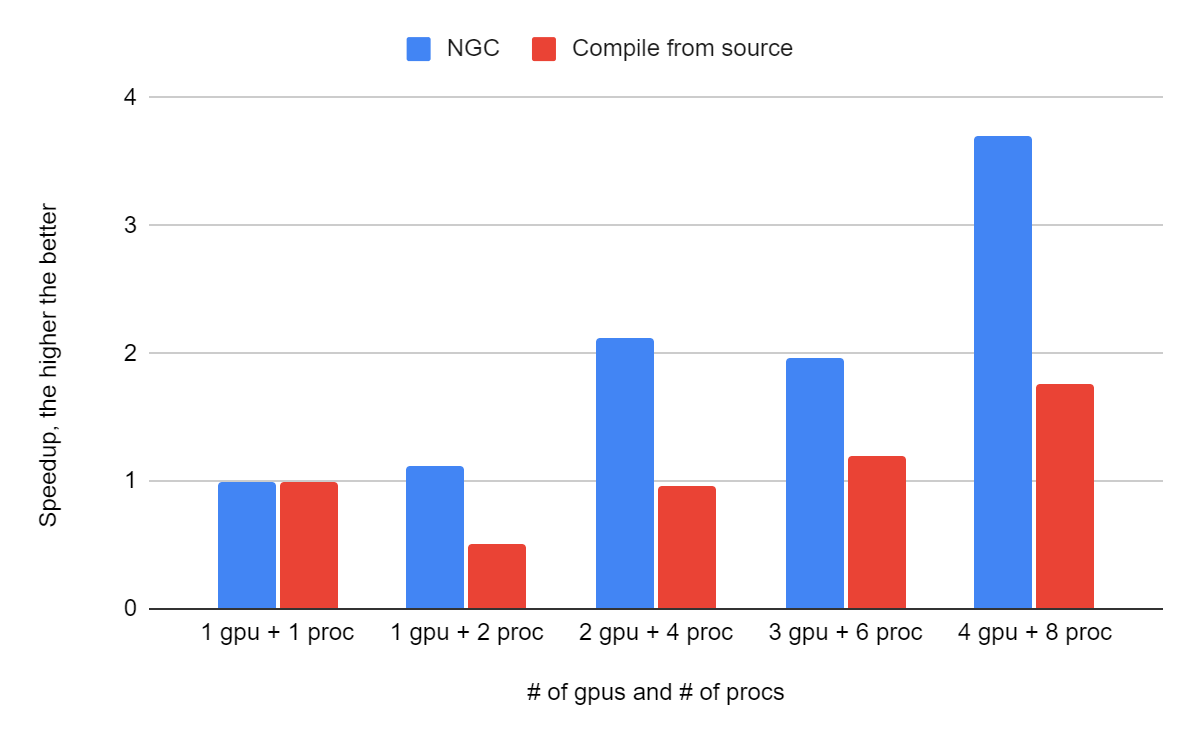 NGC
Compile from source
4
3
2
1
0
Speedup, the higher the better
1 gpu + 1 proc
1 gpu + 2 proc
2 gpu + 4 proc
3 gpu + 6 proc
4 gpu + 8 proc
# of gpus and # of procs